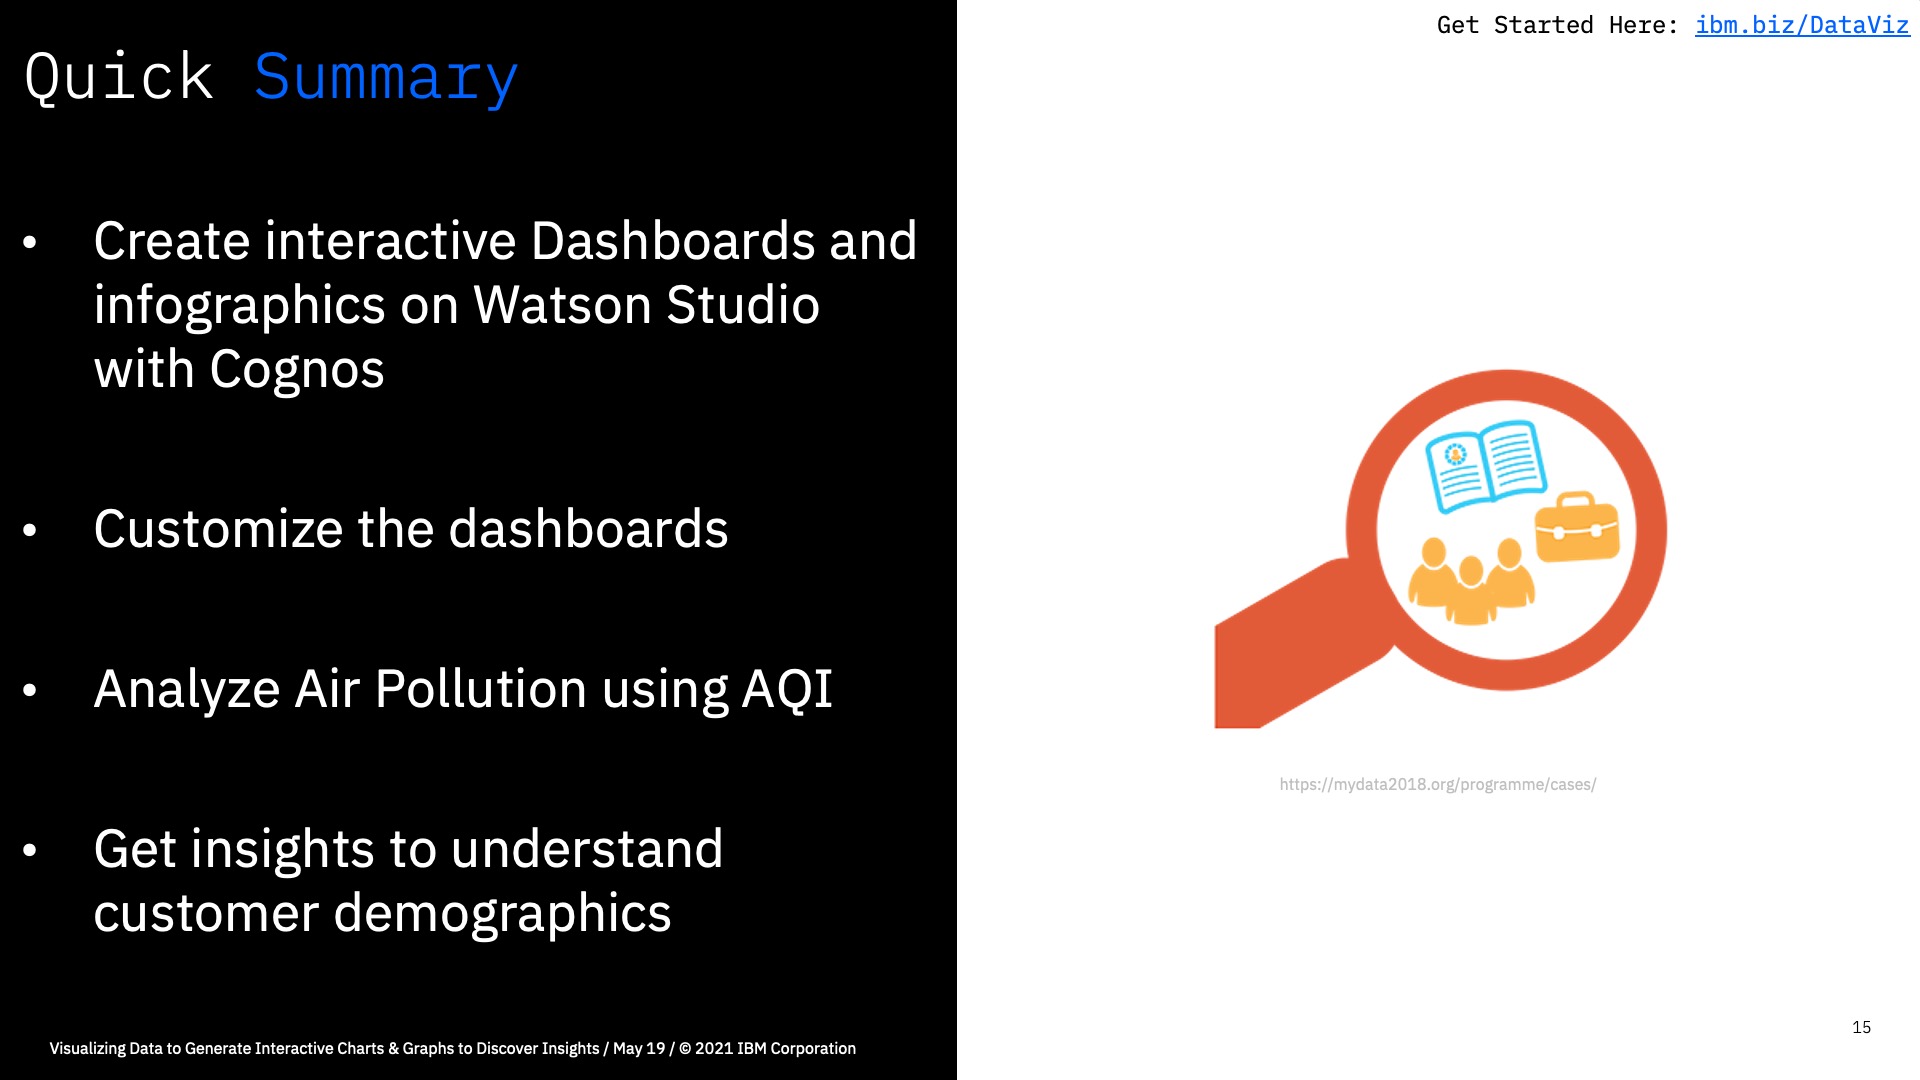 Get Started Here: ibm.biz/DataViz
Quick Summary
• Create interactive Dashboards and
infographics on Watson Studio
with Cognos
• Customize the dashboards
• Analyze Air Pollution using AQI
• Get insights to understand
customer demographics
https://mydata2018.org/programme/cases/
15
Visualizing Data to Generate Interactive Charts & Graphs to Discover Insights / May 19 / © 2021 IBM Corporation